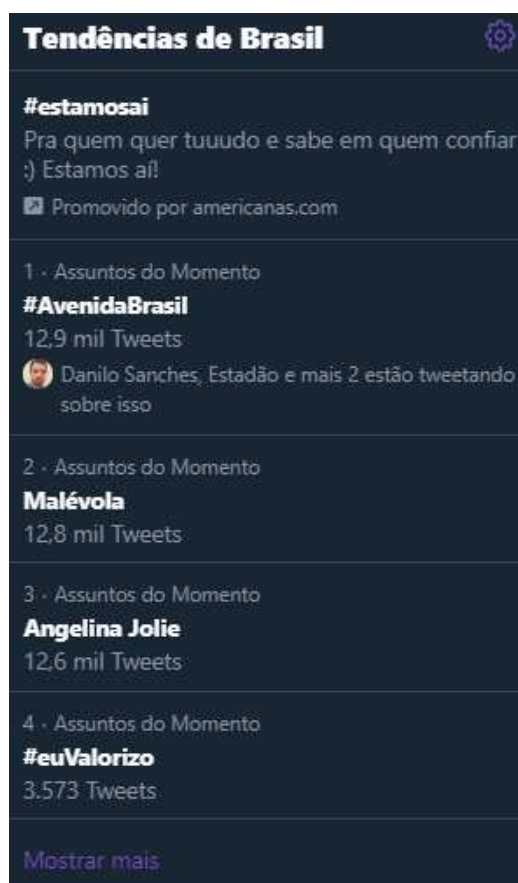 Tendências de Brasil
#estamosai
Pra quem quer tuuudo e sabe em quem confiar
:) Estamos aí!
Promovido por americanas.com
1 · Assuntos do Momento
#AvenidaBrasil
12,9 mil Tweets
Danilo Sanches, Estadão e mais 2 estão tweetando
sobre isso
2 · Assuntos do Momento
Malévola
12,8 mil Tweets
3 · Assuntos do Momento
Angelina Jolie
12,6 mil Tweets
4 · Assuntos do Momento
#euValorizo
3.573 Tweets
Mostrar mais